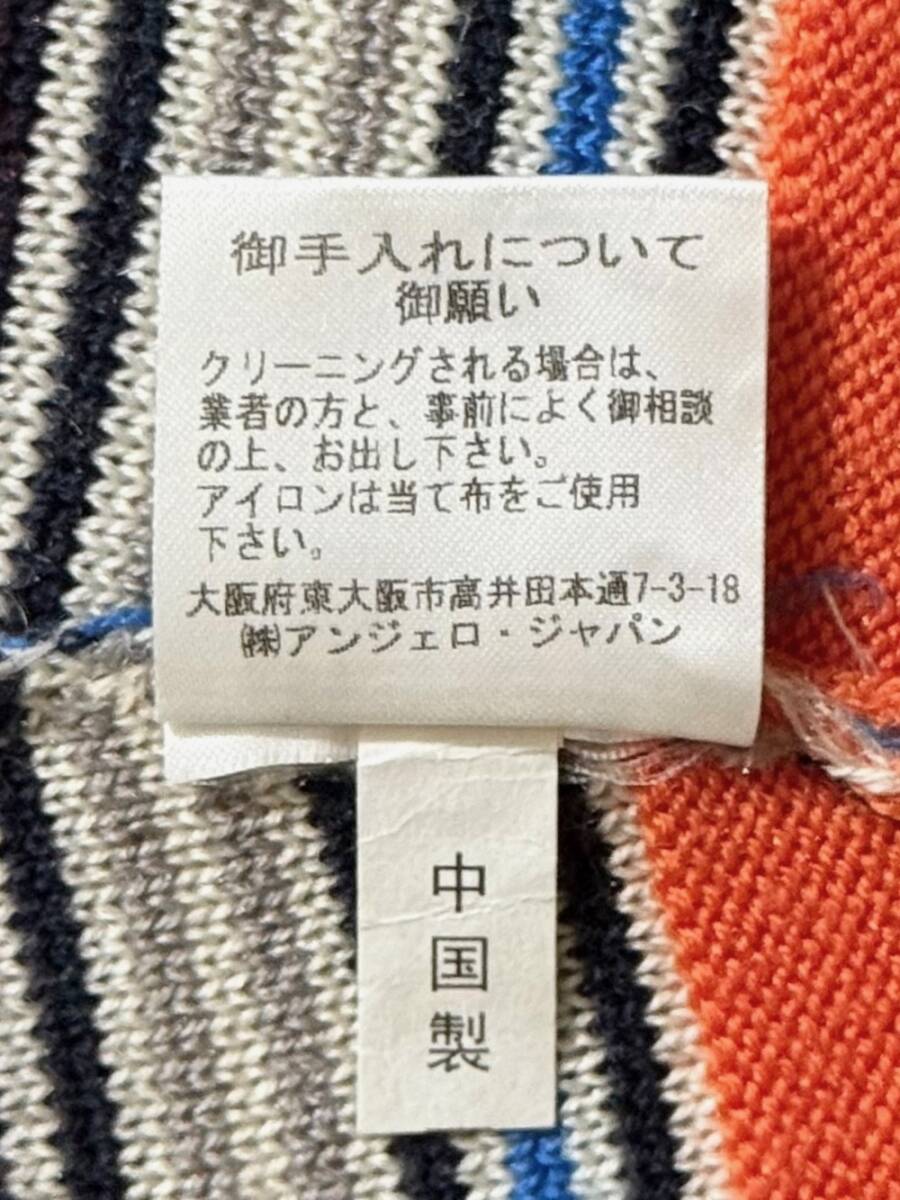 御手入れについて
御願い
クリーニングされる場合は、
業者の方と、事前によく御相談
の上、お出し下さい。
アイロンは当て布をご使用
下さい。
大阪府東大阪市高井田本通7-3-18
㈱アンジェロ・ジャパン
中国製